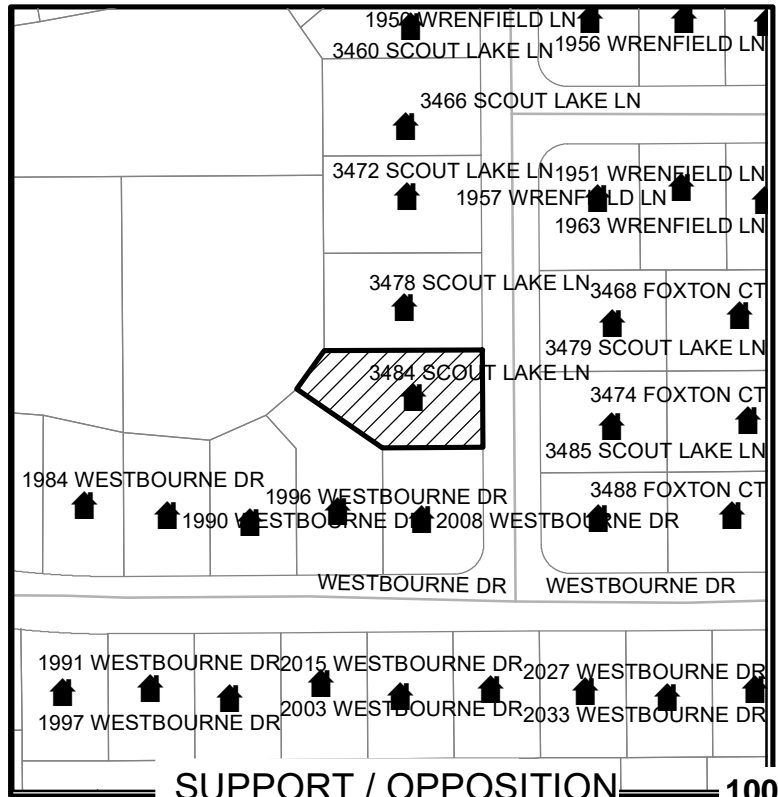 1950 WRENFIELD LN
3460 SCOUT LAKE LN
1956 WRENFIELD LN
3466 SCOUT LAKE LN
3472 SCOUT LAKE LN
1951 WRENFIELD LN
1957 WRENFIELD LN
1963 WRENFIELD LN
3478 SCOUT LAKE LN
3468 FOXTON CT
3479 SCOUT LAKE LN
3484 SCOUT LAKE LN
3474 FOXTON CT
3485 SCOUT LAKE LN
1984 WESTBOURNE DR
1996 WESTBOURNE DR
3488 FOXTON CT
1990 WESTBOURNE DR
2008 WESTBOURNE DR
WESTBOURNE DR
WESTBOURNE DR
1991 WESTBOURNE DR
2015 WESTBOURNE DR
2027 WESTBOURNE DR
1997 WESTBOURNE DR
2003 WESTBOURNE DR
2033 WESTBOURNE DR
SUPPORT / OPPOSITION
100